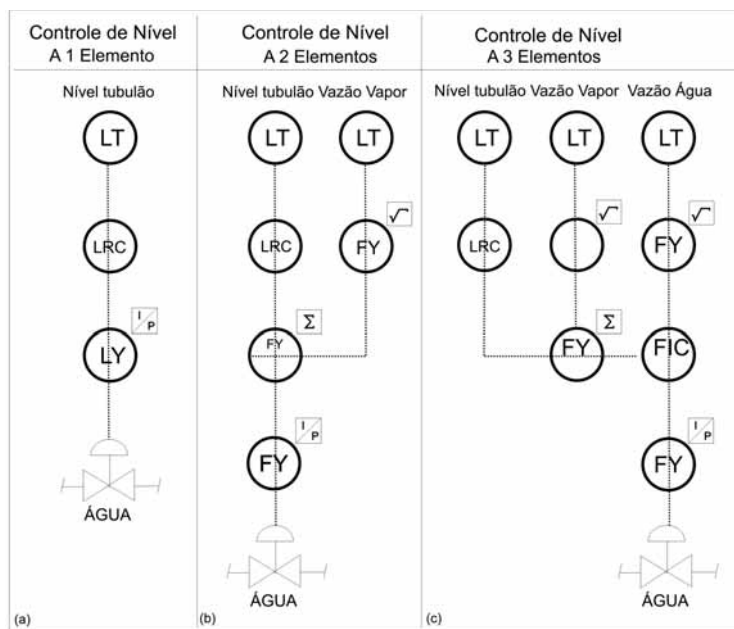 Controle de Nível
A 1 Elemento
Nível tubulão
LT
LRC
I
P
LY
ÁGUA
(a)
Controle de Nível
A 2 Elementos
Nível tubulão Vazão Vapor
LT LT
√
LRC FY
Σ
FY
I
P
FY
ÁGUA
(b)
Controle de Nível
A 3 Elementos
Nível tubulão Vazão Vapor Vazão Água
LT LT LT
√ √
LRC FY
Σ
FY FIC
I
P
FY
ÁGUA
(c)